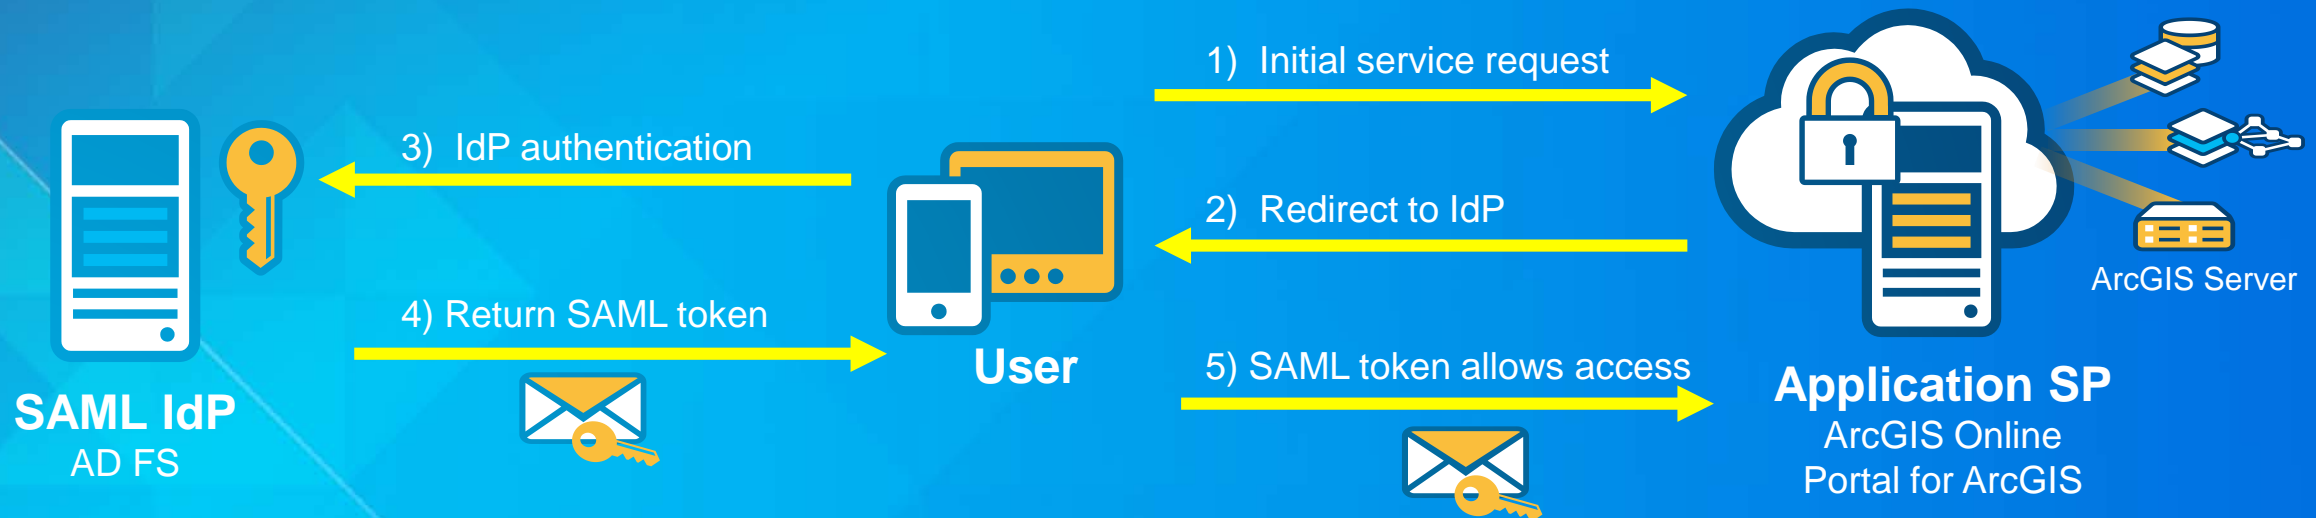 1) Initial service request
3) IdP authentication
2) Redirect to IdP
ArcGIS Server
4) Return SAML token
User
5) SAML token allows access
SAML IdP
AD FS
Application SP
ArcGIS Online
Portal for ArcGIS